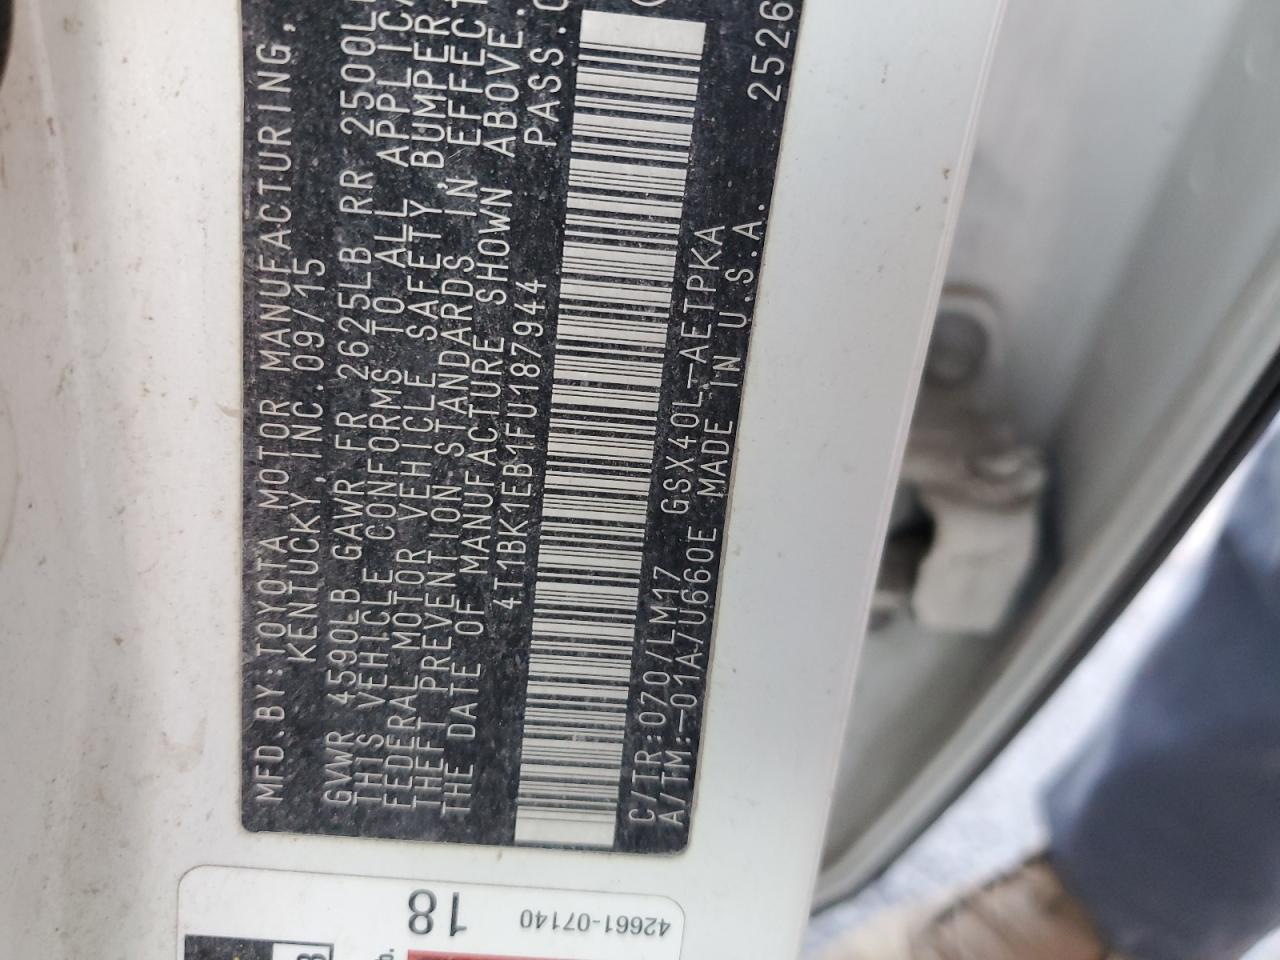 MFD.BY:TOYOTA MOTOR MANUFACTURING,
KENTUCKY, INC. 09/15
GVWR 4590LB GAWR FR 2625LB RR 2500L
THIS VEHICLE CONFORMS TO ALL APPLICA
FEDERAL MOTOR VEHICLE SAFETY, BUMPER
THEFT PREVENTION STANDARDS IN EFFECT
THE DATE OF MANUFACTURE SHOWN ABOVE.
4T1BK1EB1FU187944 PASS.C
C/TR:070/LM17 GSX40L-AETPKA
A/TM:-01A/U660E MADE IN U.S.A.
2526
18
42661-07140